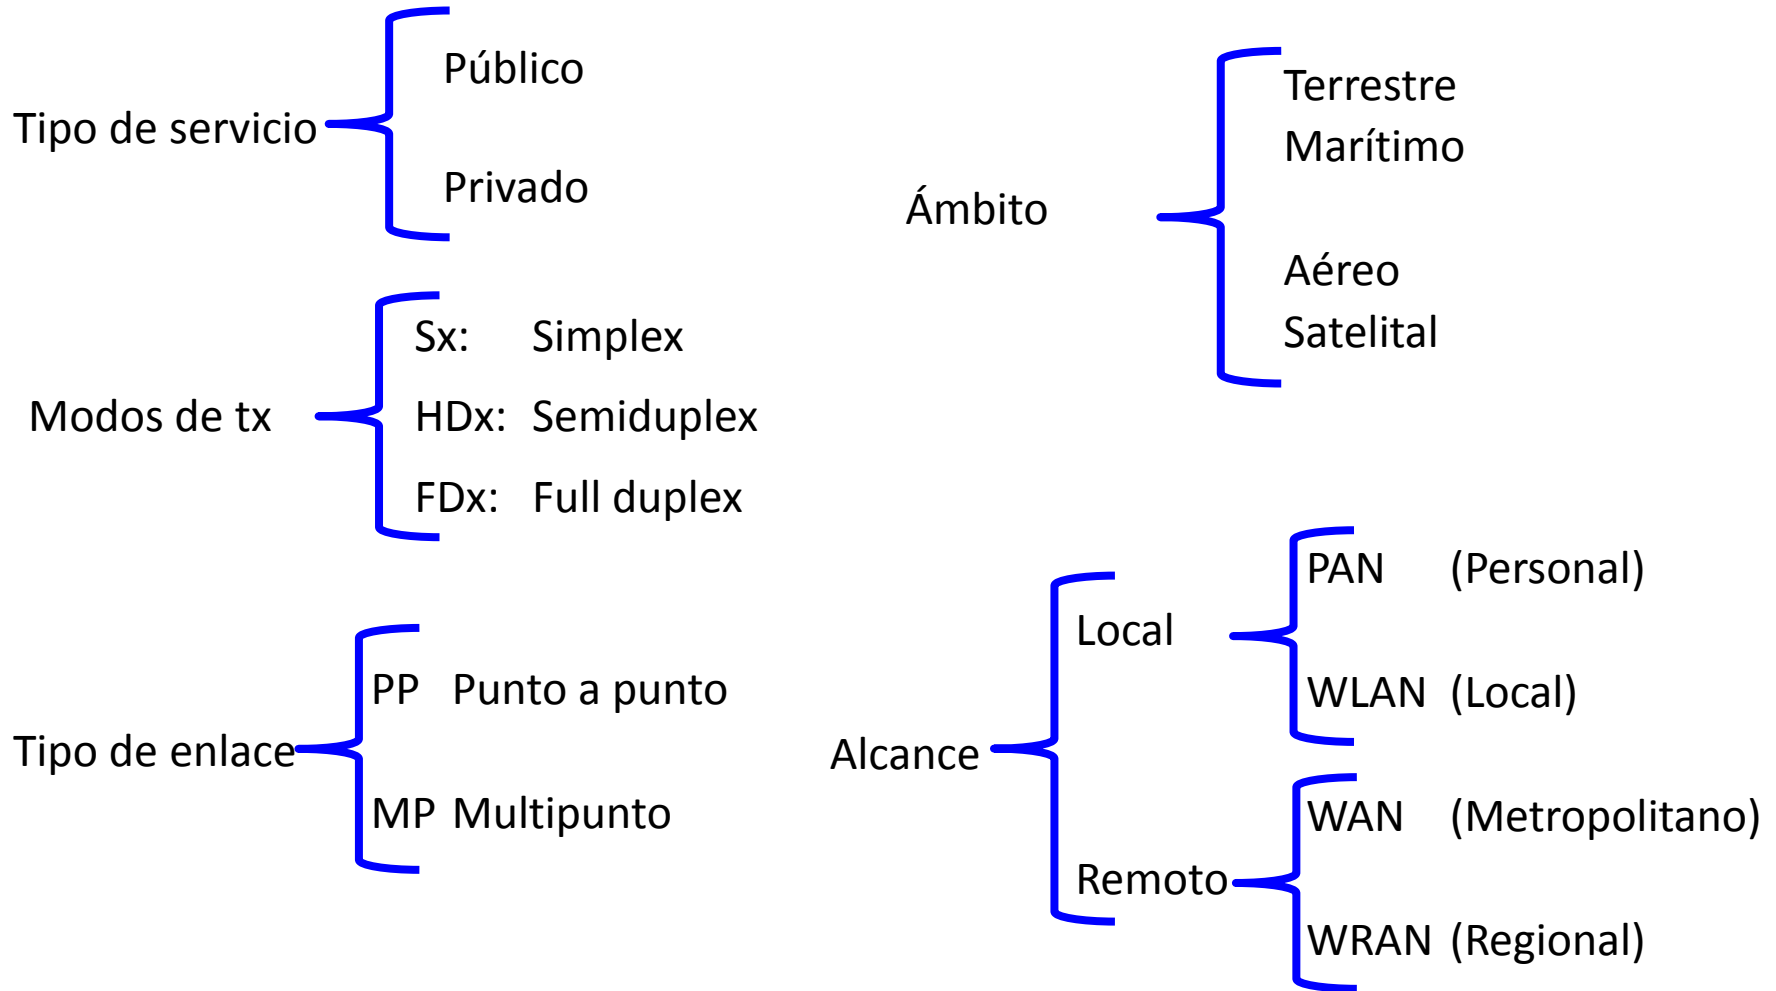 Tipo de servicio
Público
Privado
Modos de tx
Sx: Simplex
HDx: Semiduplex
FDx: Full duplex
Tipo de enlace
PP Punto a punto
MP Multipunto
Ámbito
Terrestre
Marítimo
Aéreo
Satelital
Alcance
Local
PAN (Personal)
WLAN (Local)
Remoto
WAN (Metropolitano)
WRAN (Regional)